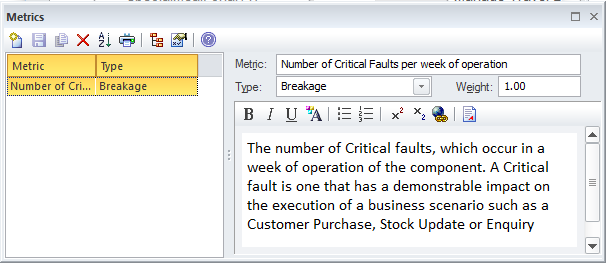 Metrics
Metric Type
Number of Cri... Breakage
Metric: Number of Critical Faults per week of operation
Type: Breakage Weight: 1.00
B I U A
The number of Critical faults, which occur in a
week of operation of the component. A Critical
fault is one that has a demonstrable impact on
the execution of a business scenario such as a
Customer Purchase, Stock Update or Enquiry